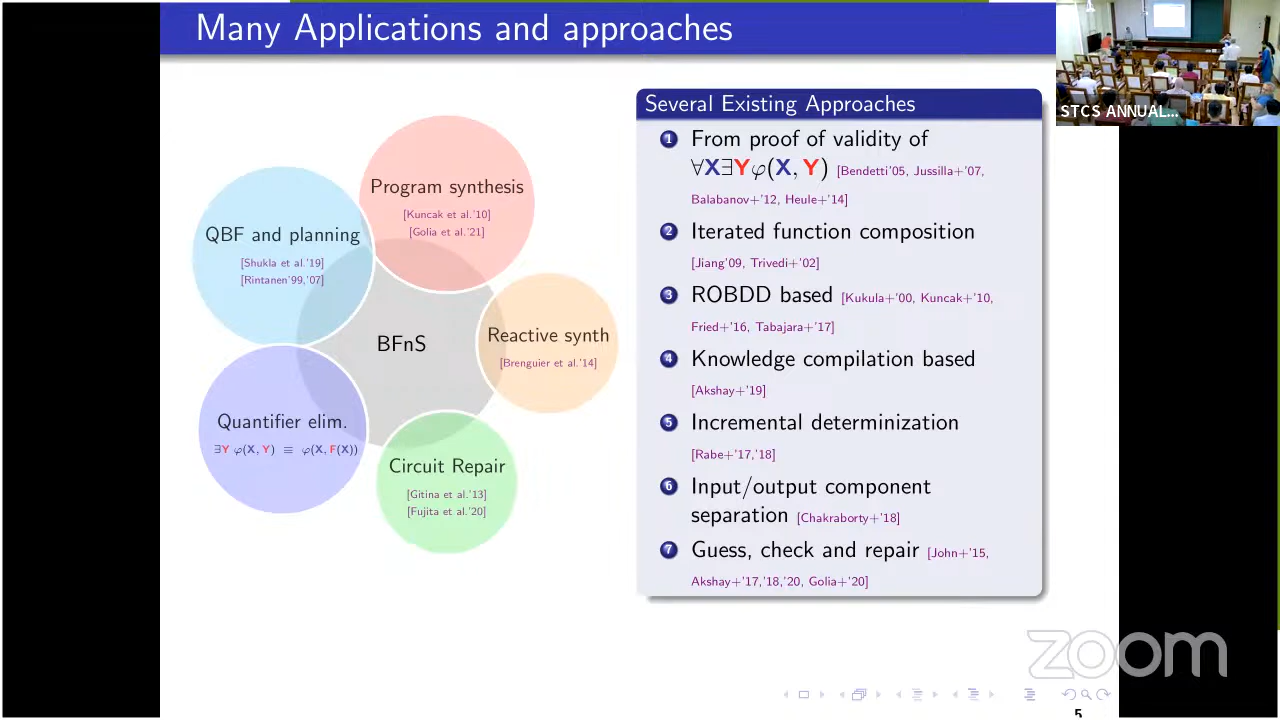 Many Applications and approaches
STCS ANNUAL...
Program synthesis
[Kuncak et al.'10]
[Golia et al.'21]
QBF and planning
[Shukla et al.'19]
[Rintanen'99,'07]
BFnS
Reactive synth
[Brenguier et al.'14]
Quantifier elim.
∃Y φ(X, Y) ≡ φ(X, F(X))
Circuit Repair
[Gitina et al.'13]
[Fujita et al.'20]
Several Existing Approaches
1 From proof of validity of
∀X∃Yφ(X, Y) [Bendetti'05, Jussilla+'07,
Balabanov+'12, Heule+'14]
2 Iterated function composition
[Jiang'09, Trivedi+'02]
3 ROBDD based [Kukula+'00, Kuncak+'10,
Fried+'16, Tabajara+'17]
4 Knowledge compilation based
[Akshay+'19]
5 Incremental determinization
[Rabe+'17,'18]
6 Input/output component
separation [Chakraborty+'18]
7 Guess, check and repair [John+'15,
Akshay+'17,'18,'20, Golia+'20]
zoom
5